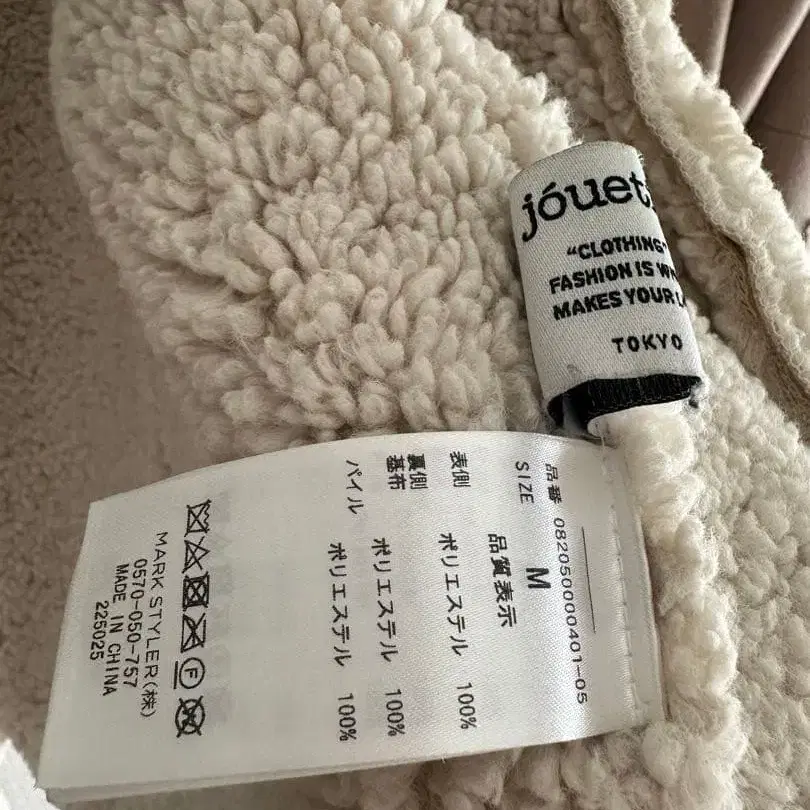 jóuet
"CLOTHING"
FASHION IS
MAKES YOUR
TOKYO
品番 082050000401-05
SIZE M
品質表示
表側 ポリエステル 100%
裏側
基布 ポリエステル 100%
パイル ポリエステル 100%
MARK STYLER(株)
0570-050-757
MADE IN CHINA
225025